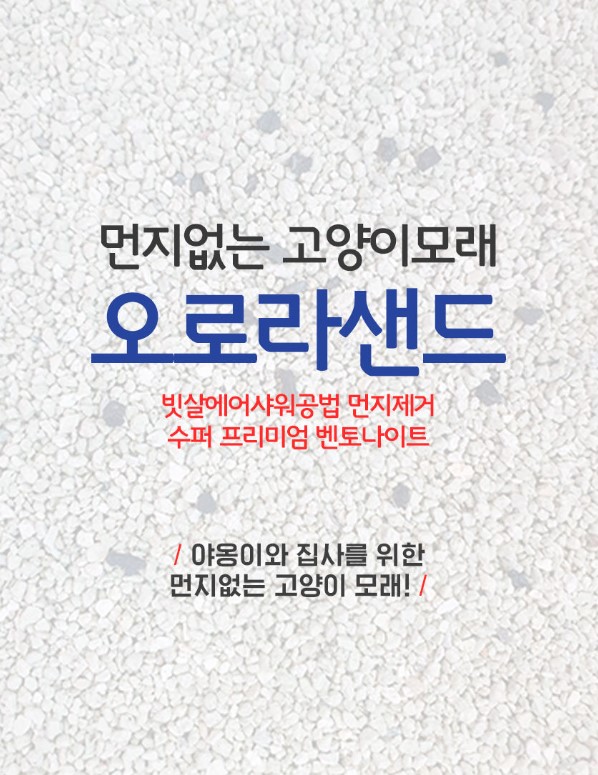 먼지없는 고양이모래
오로라샌드
빗살에어샤워공법 먼지제거
수퍼 프리미엄 벤토나이트
/ 야옹이와 집사를 위한
먼지없는 고양이 모래! /